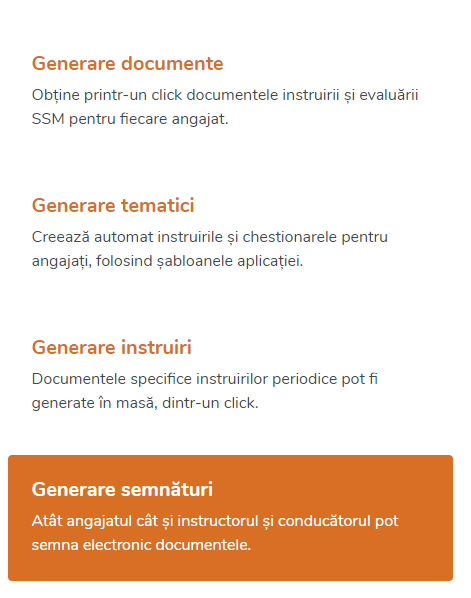 Generare documente
Obține printr-un click documentele instruirii și evaluării
SSM pentru fiecare angajat.
Generare tematici
Creează automat instruirile și chestionarele pentru
angajați, folosind șabloanele aplicației.
Generare instruiri
Documentele specifice instruirilor periodice pot fi
generate în masă, dintr-un click.
Generare semnături
Atât angajatul cât și instructorul și conducătorul pot
semna electronic documentele.